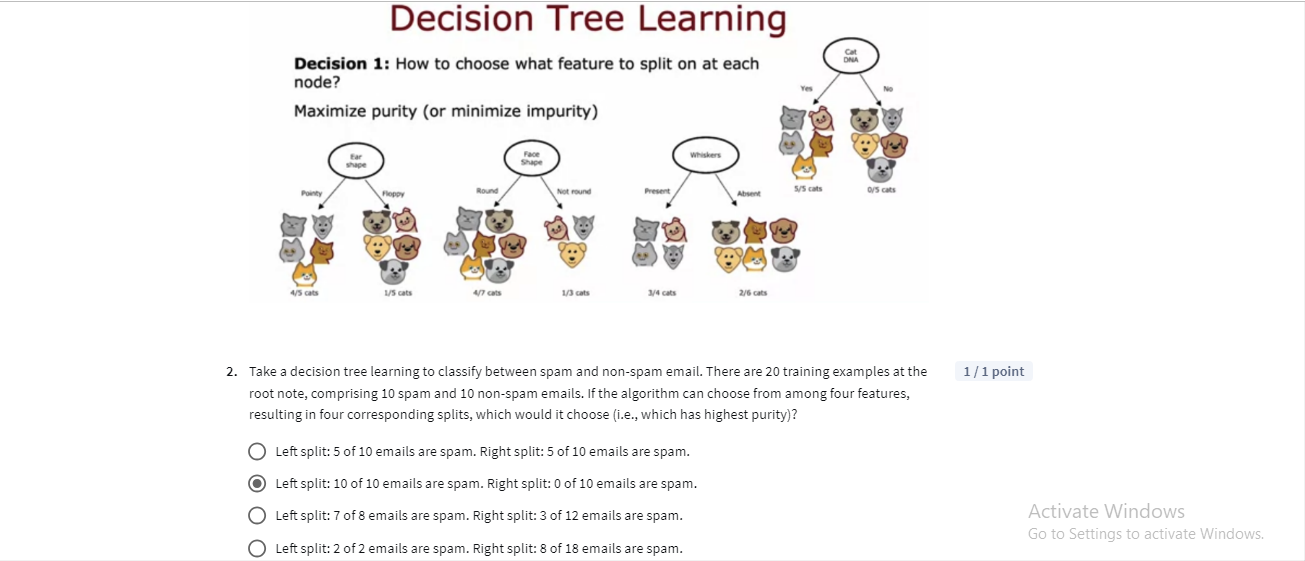 Decision Tree Learning
Decision 1: How to choose what feature to split on at each
node?
Maximize purity (or minimize impurity)
Cat
DNA
Yes
No
5/5 cats
0/5 cats
Ear
shape
Pointy
Floppy
4/5 cats
1/5 cats
Face
Shape
Round
Not round
4/7 cats
1/3 cats
Whiskers
Present
Absent
3/4 cats
2/6 cats
2. Take a decision tree learning to classify between spam and non-spam email. There are 20 training examples at the
root note, comprising 10 spam and 10 non-spam emails. If the algorithm can choose from among four features,
resulting in four corresponding splits, which would it choose (i.e., which has highest purity)?
1 / 1 point
Left split: 5 of 10 emails are spam. Right split: 5 of 10 emails are spam.
Left split: 10 of 10 emails are spam. Right split: 0 of 10 emails are spam.
Left split: 7 of 8 emails are spam. Right split: 3 of 12 emails are spam.
Left split: 2 of 2 emails are spam. Right split: 8 of 18 emails are spam.
Activate Windows
Go to Settings to activate Windows.